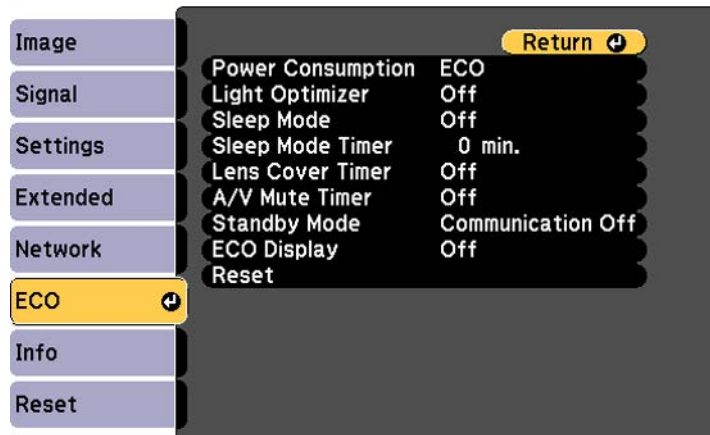 Image
Signal
Settings
Extended
Network
ECO
Info
Reset
Return
Power Consumption ECO
Light Optimizer Off
Sleep Mode Off
Sleep Mode Timer 0 min.
Lens Cover Timer Off
A/V Mute Timer Off
Standby Mode Communication Off
ECO Display Off
Reset